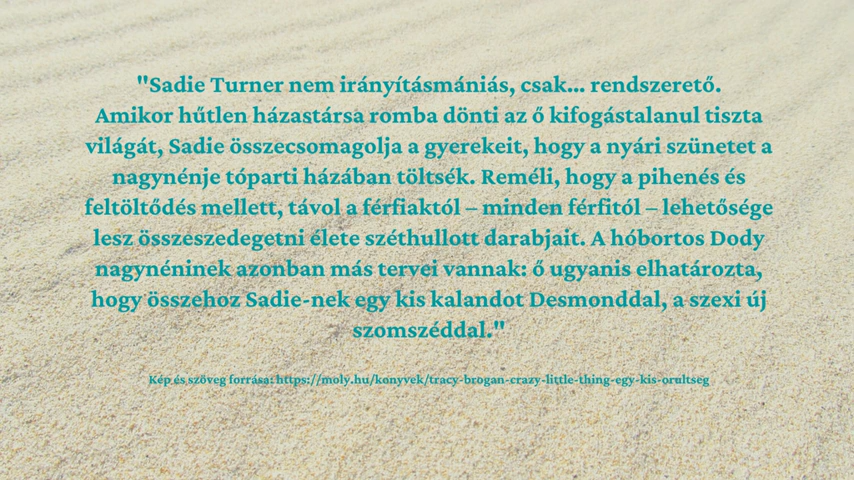 "Sadie Turner nem irányításmániás, csak... rendszerető.
Amikor hűtlen házastársa romba dönti az ő kifogástalanul tiszta
világát, Sadie összecsomagolja a gyerekeit, hogy a nyári szünetet a
nagynénje tóparti házában töltsék. Reméli, hogy a pihenés és
feltöltődés mellett, távol a férfiaktól – minden férfitól – lehetősége
lesz összeszedegetni élete széthullott darabjait. A hóbortos Dody
nagynéninek azonban más tervei vannak: ő ugyanis elhatározta,
hogy összehoz Sadie-nek egy kis kalandot Desmonddal, a szexi új
szomszéddal."
Kép és szöveg forrása: https://moly.hu/konyvek/tracy-brogan-crazy-little-thing-egy-kis-orultseg